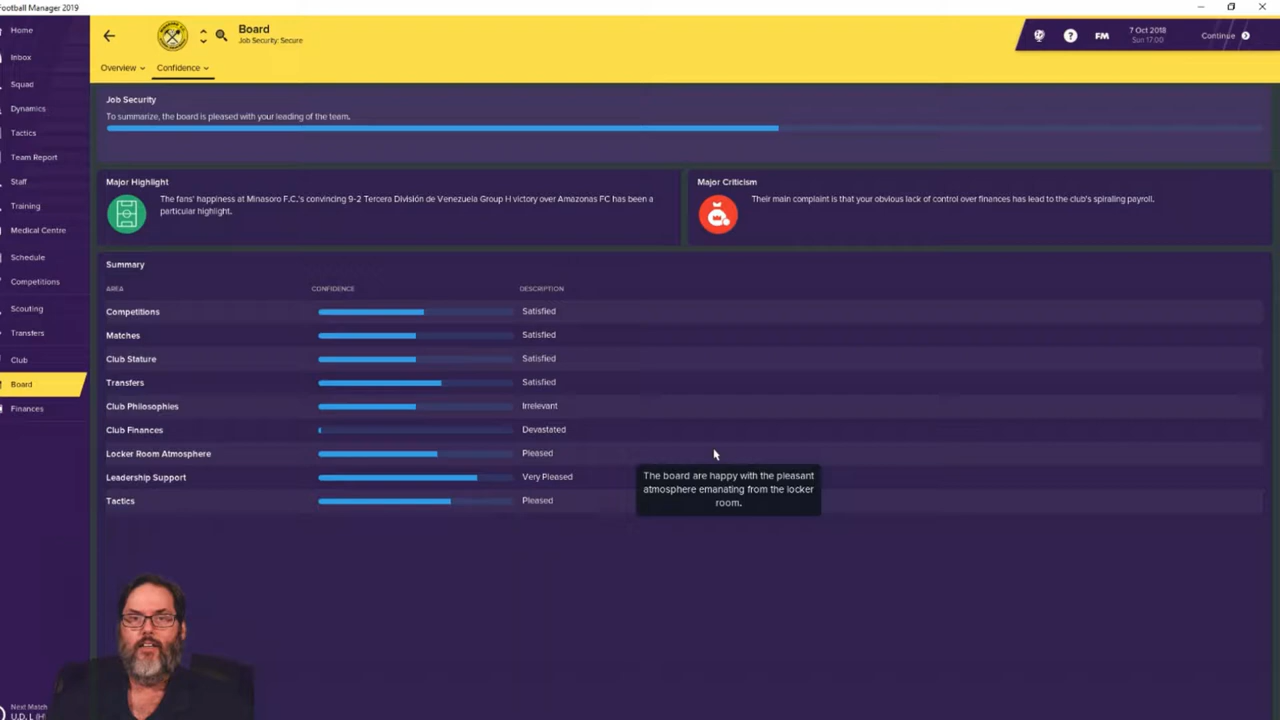 Football Manager 2019
Home
Inbox
Squad
Dynamics
Tactics
Team Report
Staff
Training
Medical Centre
Schedule
Competitions
Scouting
Transfers
Club
Board
Finances
Next Match
U.D. L (H)
Board
Job Security: Secure
Overview
Confidence
FM
7 Oct 2018
Sun 17:00
Continue
Job Security
To summarize, the board is pleased with your leading of the team.
Major Highlight
The fans' happiness at Minasoro F.C.'s convincing 9-2 Tercera División de Venezuela Group H victory over Amazonas FC has been a
particular highlight.
Major Criticism
Their main complaint is that your obvious lack of control over finances has lead to the club's spiraling payroll.
Summary
AREA CONFIDENCE DESCRIPTION
Competitions Satisfied
Matches Satisfied
Club Stature Satisfied
Transfers Satisfied
Club Philosophies Irrelevant
Club Finances Devastated
Locker Room Atmosphere Pleased
Leadership Support Very Pleased
Tactics Pleased
The board are happy with the pleasant
atmosphere emanating from the locker
room.